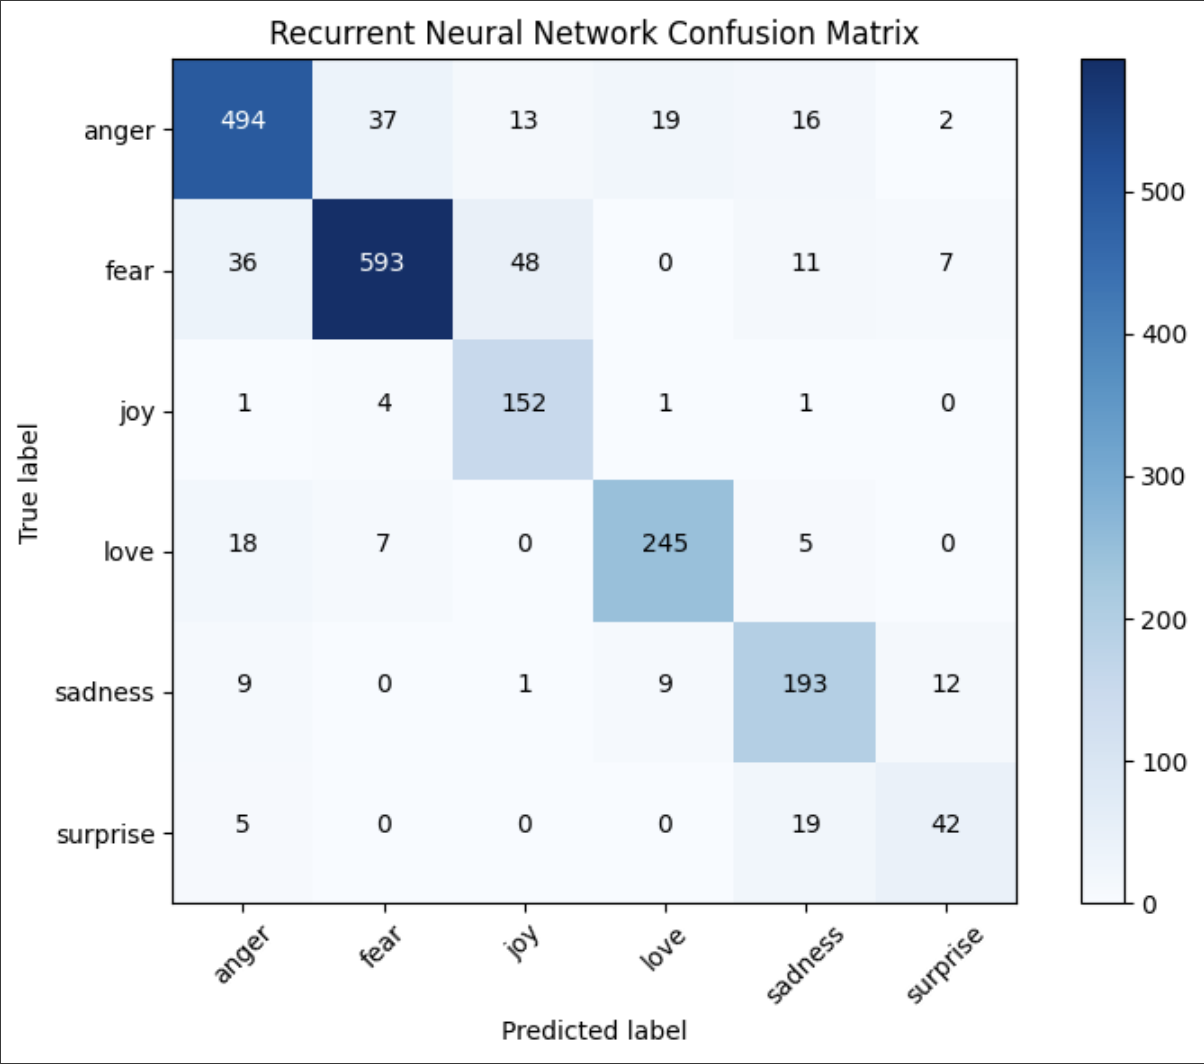 Recurrent Neural Network Confusion Matrix
anger 494 37 13 19 16 2
fear 36 593 48 0 11 7
joy 1 4 152 1 1 0
love 18 7 0 245 5 0
sadness 9 0 1 9 193 12
surprise 5 0 0 0 19 42
anger fear joy love sadness surprise
Predicted label
True label
500
400
300
200
100
0